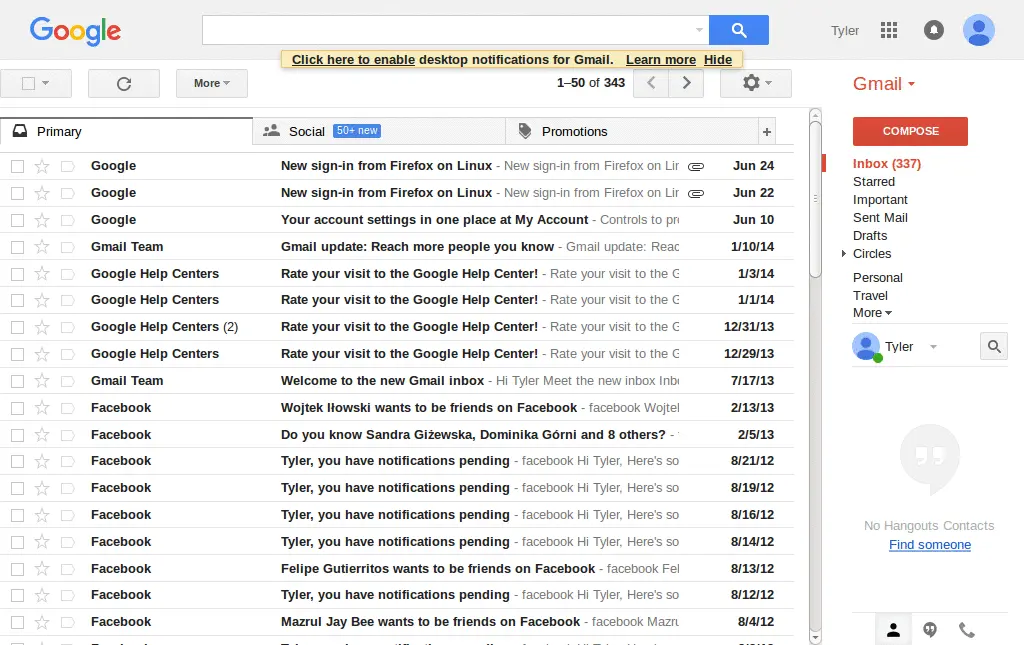 Google
Tyler
Click here to enable desktop notifications for Gmail. Learn more Hide
More
1–50 of 343
Gmail
Primary
Social 50+ new
Promotions
+
COMPOSE
Google New sign-in from Firefox on Linux - New sign-in from Firefox on Lir Jun 24
Google New sign-in from Firefox on Linux - New sign-in from Firefox on Lir Jun 22
Google Your account settings in one place at My Account - Controls to pro Jun 10
Gmail Team Gmail update: Reach more people you know - Gmail update: Reac 1/10/14
Google Help Centers Rate your visit to the Google Help Center! - Rate your visit to the G 1/3/14
Google Help Centers Rate your visit to the Google Help Center! - Rate your visit to the G 1/1/14
Google Help Centers (2) Rate your visit to the Google Help Center! - Rate your visit to the G 12/31/13
Google Help Centers Rate your visit to the Google Help Center! - Rate your visit to the G 12/29/13
Gmail Team Welcome to the new Gmail inbox - Hi Tyler Meet the new inbox Inbo 7/17/13
Facebook Wojtek Iłowski wants to be friends on Facebook - facebook Wojtel 2/13/13
Facebook Do you know Sandra Giżewska, Dominika Górni and 8 others? - 2/5/13
Facebook Tyler, you have notifications pending - facebook Hi Tyler, Here's so 8/21/12
Facebook Tyler, you have notifications pending - facebook Hi Tyler, Here's so 8/19/12
Facebook Tyler, you have notifications pending - facebook Hi Tyler, Here's so 8/16/12
Facebook Tyler, you have notifications pending - facebook Hi Tyler, Here's so 8/14/12
Facebook Felipe Gutierritos wants to be friends on Facebook - facebook Fel 8/13/12
Facebook Tyler, you have notifications pending - facebook Hi Tyler, Here's so 8/12/12
Facebook Mazrul Jay Bee wants to be friends on Facebook - facebook Mazru 8/4/12
Inbox (337)
Starred
Important
Sent Mail
Drafts
Circles
Personal
Travel
More
Tyler
No Hangouts Contacts
Find someone